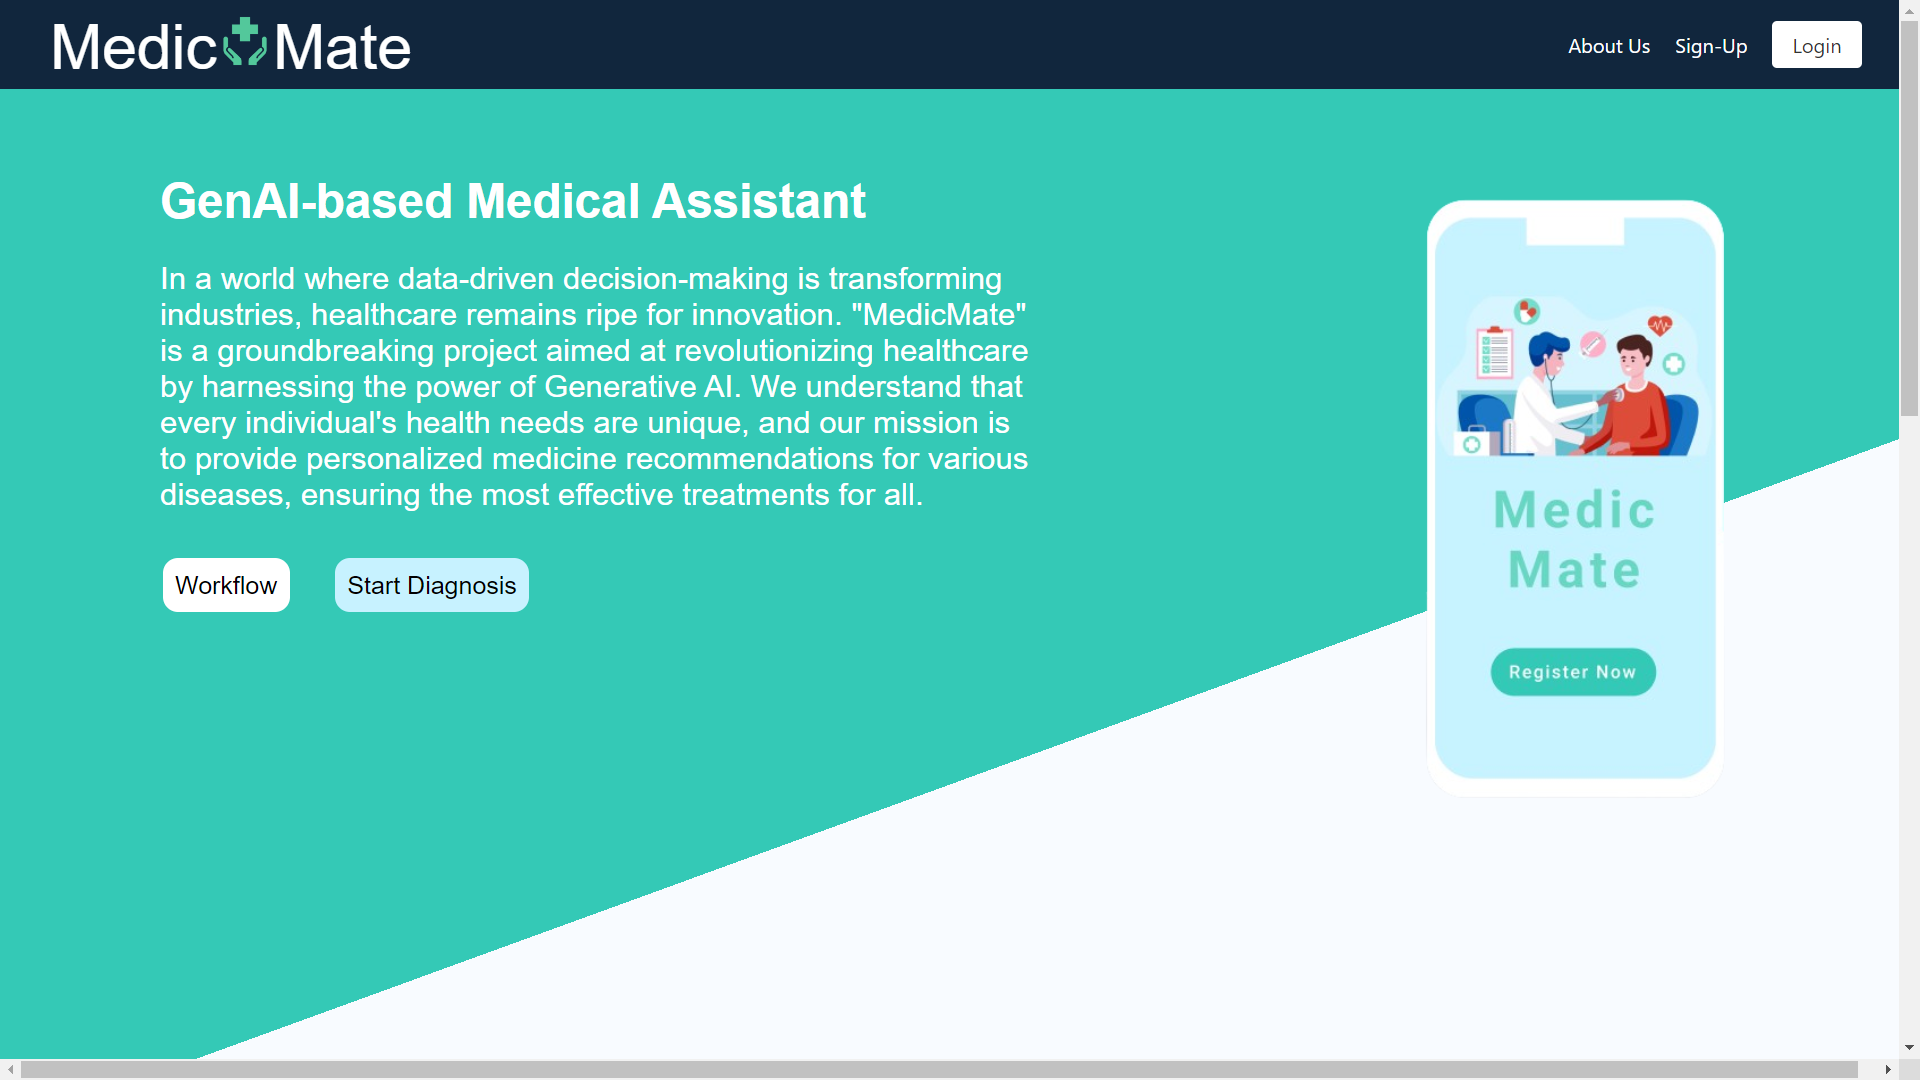 Medic Mate
About Us
Sign-Up
Login
GenAI-based Medical Assistant
In a world where data-driven decision-making is transforming
industries, healthcare remains ripe for innovation. "MedicMate"
is a groundbreaking project aimed at revolutionizing healthcare
by harnessing the power of Generative AI. We understand that
every individual's health needs are unique, and our mission is
to provide personalized medicine recommendations for various
diseases, ensuring the most effective treatments for all.
Workflow
Start Diagnosis
Medic
Mate
Register Now